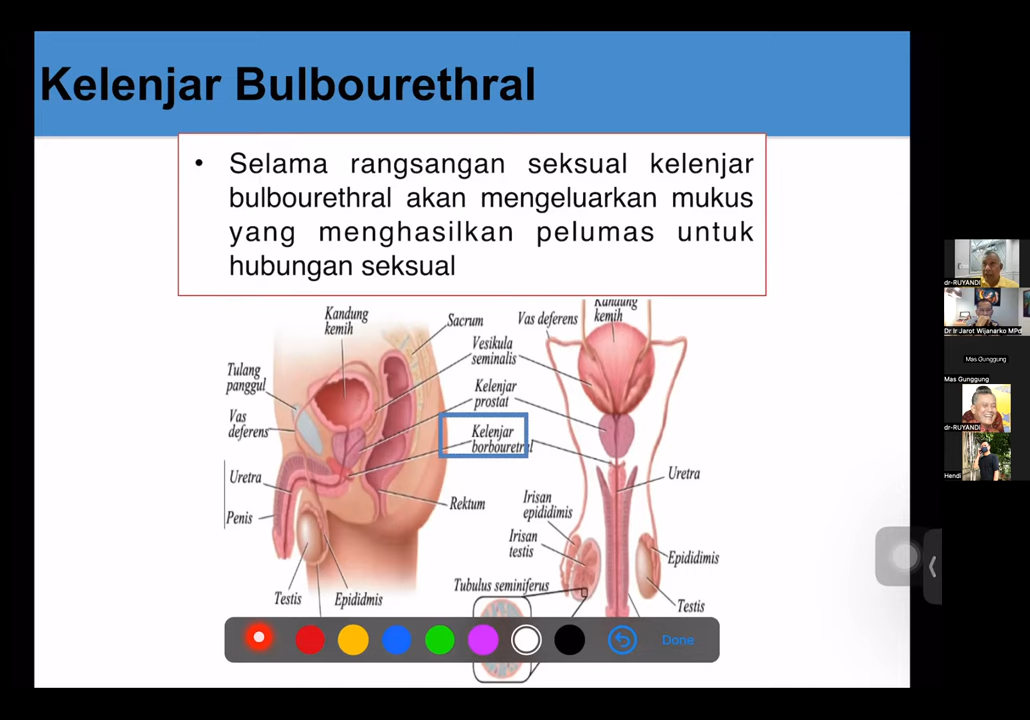 Kelenjar Bulbourethral
• Selama rangsangan seksual kelenjar
bulbourethral akan mengeluarkan mukus
yang menghasilkan pelumas untuk
hubungan seksual
Kandung
kemih
Sacrum
Vas deferens
Kandung
kemih
Vesikula
seminalis
Tulang
panggul
Kelenjar
prostat
Vas
deferens
Kelenjar
borbouretral
Uretra
Uretra
Penis
Rektum
Irisan
epididimis
Irisan
testis
Epididimis
Tubulus seminiferus
Testis
Epididmis
Testis
Done
dr-RUYANDI
Dr Ir Jarot Wijanarko MPd
Mas Gunggung
Mas Gunggung
dr-RUYANDI
Hendi